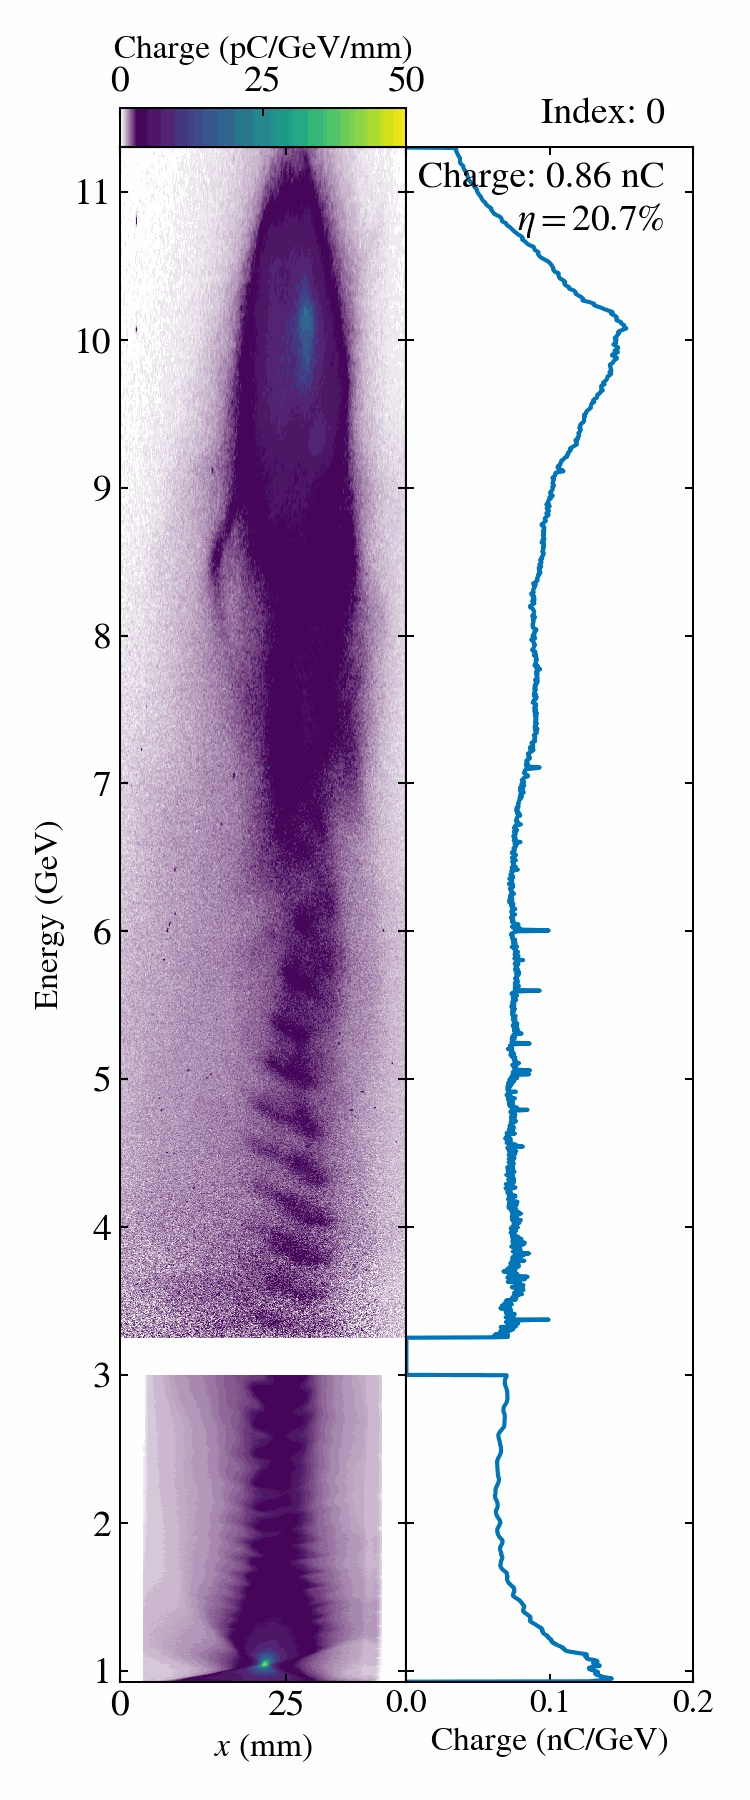 Charge (pC/GeV/mm)
0 25 50
Index: 0
Charge: 0.86 nC
η = 20.7%
11
10
9
8
7
6
5
4
3
2
1
Energy (GeV)
0 25 0.0 0.1 0.2
x (mm)
Charge (nC/GeV)